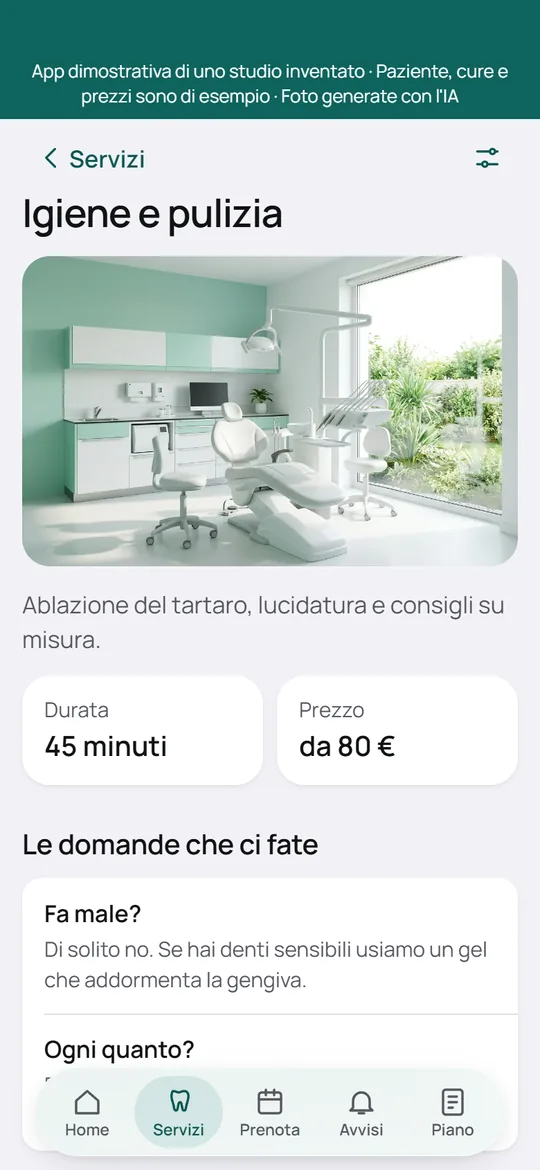 App dimostrativa di uno studio inventato · Paziente, cure e
prezzi sono di esempio · Foto generate con l'IA
Servizi
Igiene e pulizia
Ablazione del tartaro, lucidatura e consigli su
misura.
Durata
45 minuti
Prezzo
da 80 €
Le domande che ci fate
Fa male?
Di solito no. Se hai denti sensibili usiamo un gel
che addormenta la gengiva.
Ogni quanto?
Home
Servizi
Prenota
Avvisi
Piano